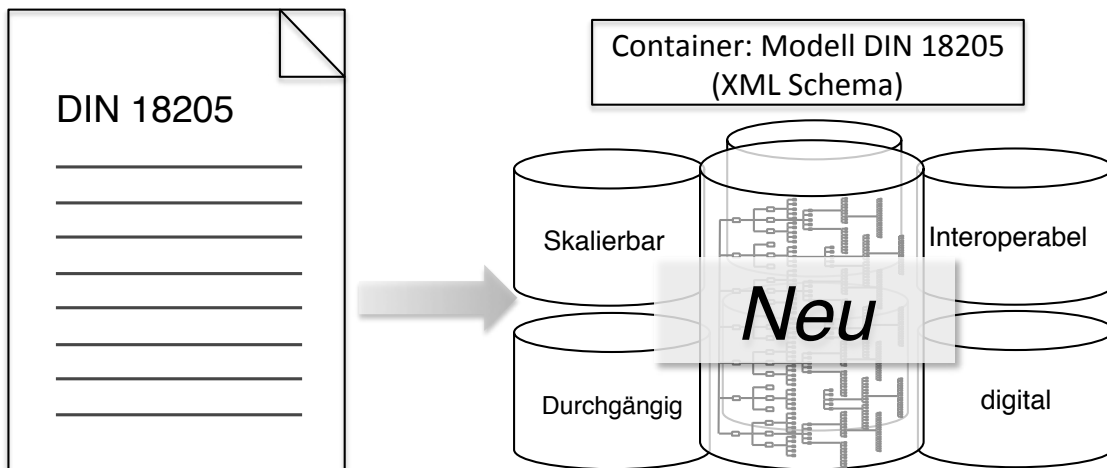 DIN 18205
Container: Modell DIN 18205
(XML Schema)
Skalierbar
Interoperabel
Neu
Durchgängig
digital